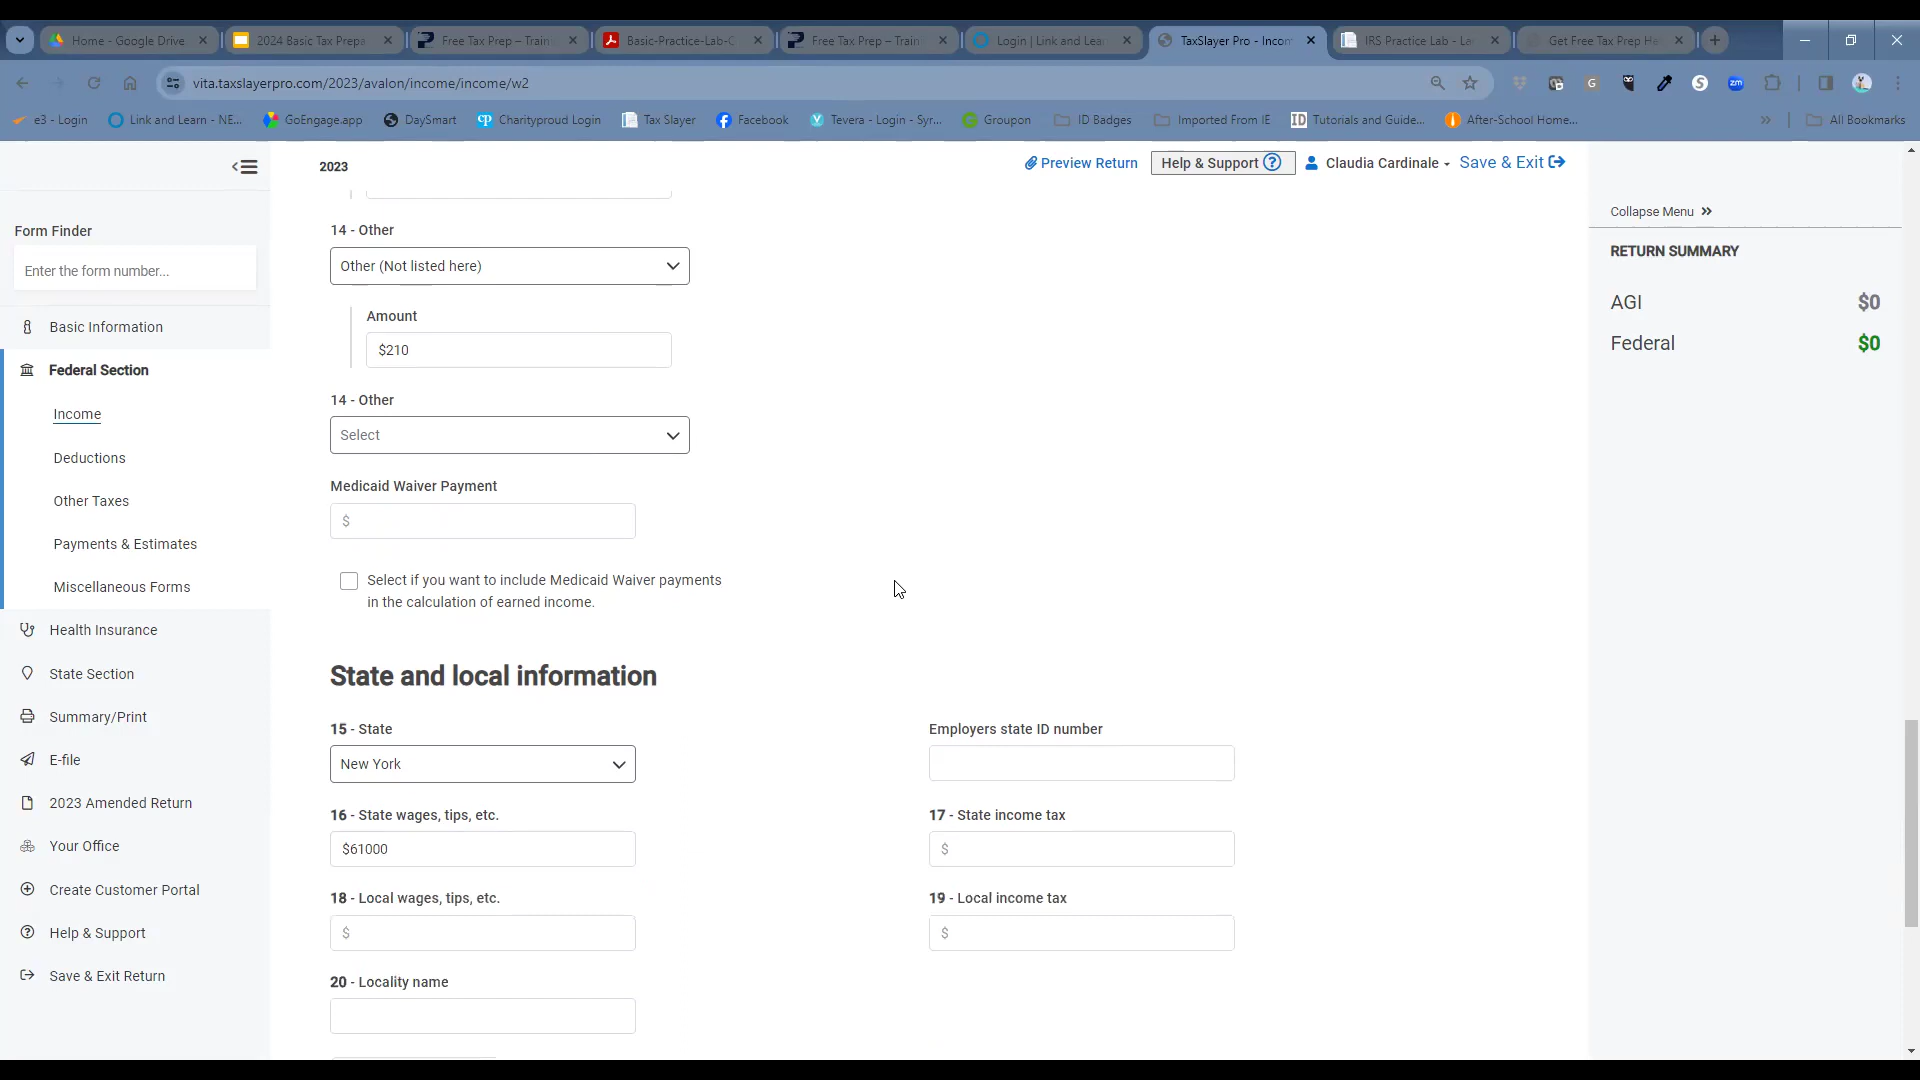 Home - Google Drive
2024 Basic Tax Prepa
Free Tax Prep – Train
Basic-Practice-Lab-C
Free Tax Prep – Train
Login | Link and Lea
TaxSlayer Pro - Incom
IRS Practice Lab - La
Get Free Tax Prep He
vita.taxslayerpro.com/2023/avalon/income/income/w2
e3 - Login
Link and Learn - NE...
GoEngage.app
DaySmart
Charityproud Login
Tax Slayer
Facebook
Tevera - Login - Syr...
Groupon
ID Badges
Imported From IE
Tutorials and Guide...
After-School Home...
All Bookmarks
2023
Preview Return
Help & Support
Claudia Cardinale
Save & Exit
Form Finder
Enter the form number...
Basic Information
Federal Section
Income
Deductions
Other Taxes
Payments & Estimates
Miscellaneous Forms
Health Insurance
State Section
Summary/Print
E-file
2023 Amended Return
Your Office
Create Customer Portal
Help & Support
Save & Exit Return
14 - Other
Other (Not listed here)
Amount
$210
14 - Other
Select
Medicaid Waiver Payment
$
Select if you want to include Medicaid Waiver payments
in the calculation of earned income.
State and local information
15 - State
New York
Employers state ID number
16 - State wages, tips, etc.
$61000
17 - State income tax
$
18 - Local wages, tips, etc.
$
19 - Local income tax
$
20 - Locality name
Collapse Menu
RETURN SUMMARY
AGI $0
Federal $0